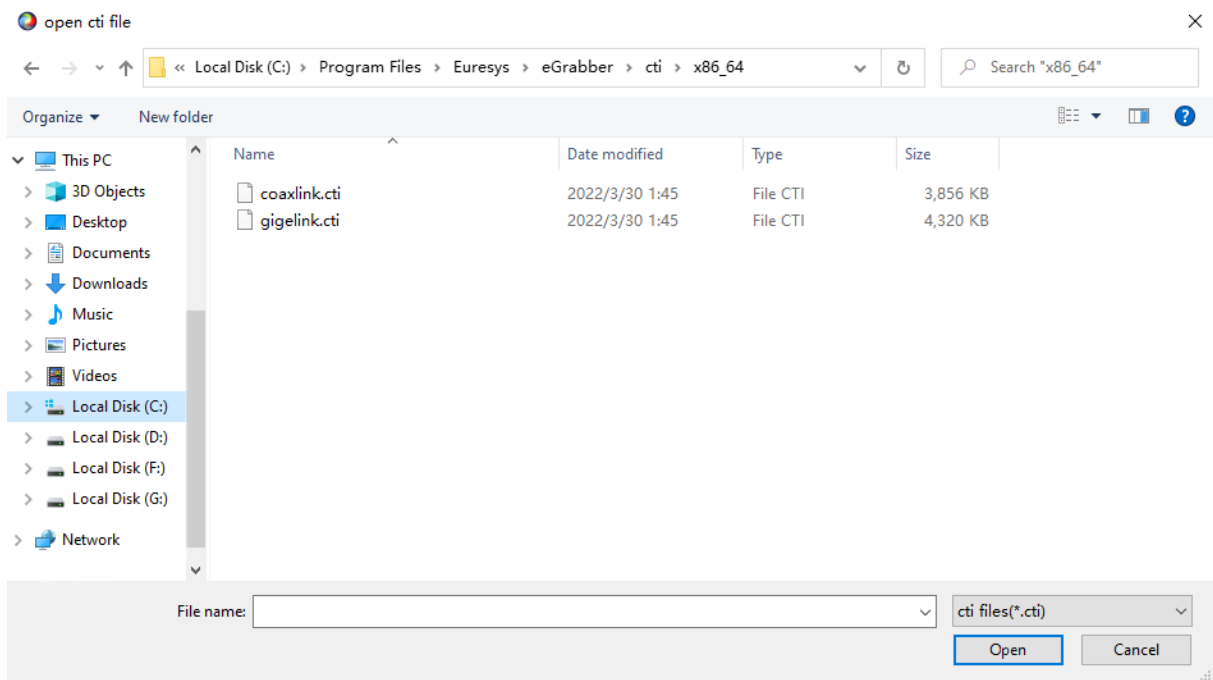 open cti file
« Local Disk (C:) › Program Files › Euresys › eGrabber › cti › x86_64
Search "x86_64"
Organize
New folder
Name
Date modified
Type
Size
This PC
3D Objects
Desktop
Documents
Downloads
Music
Pictures
Videos
Local Disk (C:)
Local Disk (D:)
Local Disk (F:)
Local Disk (G:)
Network
coaxlink.cti 2022/3/30 1:45 File CTI 3,856 KB
gigelink.cti 2022/3/30 1:45 File CTI 4,320 KB
File name:
cti files(*.cti)
Open
Cancel